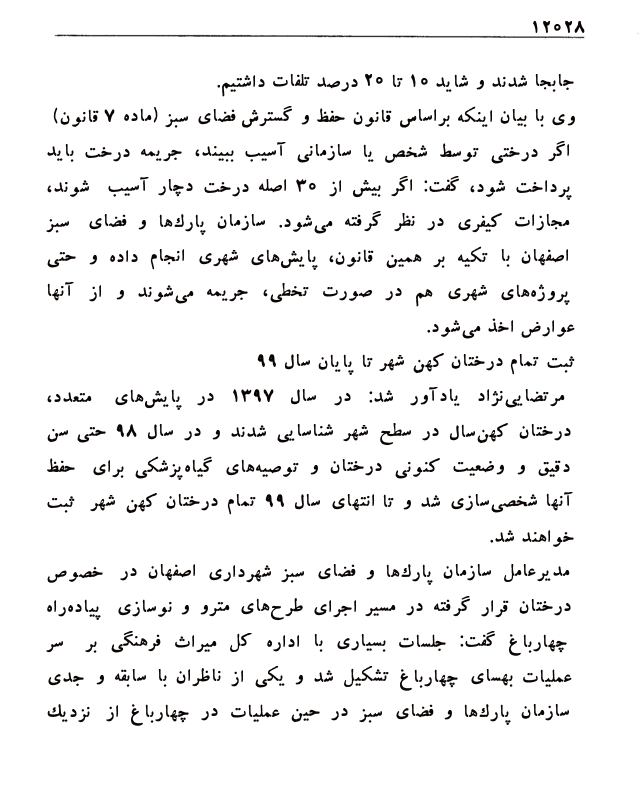 ۱۲۰۲۸
جابجا شدند و شاید ۱۰ تا ۲۰ درصد تلفات داشتیم.
وی با بیان اینکه براساس قانون حفظ و گسترش فضای سبز (ماده ۷ قانون)
اگر درختی توسط شخص یا سازمانی آسیب ببیند، جریمه درخت باید
پرداخت شود، گفت: اگر بیش از ۳۰ اصله درخت دچار آسیب شوند،
مجازات کیفری در نظر گرفته می‌شود. سازمان پارك‌ها و فضای سبز
اصفهان با تکیه بر همین قانون، پایش‌های شهری انجام داده و حتی
پروژه‌های شهری هم در صورت تخطی، جریمه می‌شوند و از آنها
عوارض اخذ می‌شود.
ثبت تمام درختان کهن شهر تا پایان سال ۹۹
مرتضایی‌نژاد یادآور شد: در سال ۱۳۹۷ در پایش‌های متعدد،
درختان کهن‌سال در سطح شهر شناسایی شدند و در سال ۹۸ حتی سن
دقیق و وضعیت کنونی درختان و توصیه‌های گیاه‌پزشکی برای حفظ
آنها شخصی‌سازی شد و تا انتهای سال ۹۹ تمام درختان کهن شهر ثبت
خواهند شد.
مدیرعامل سازمان پارك‌ها و فضای سبز شهرداری اصفهان در خصوص
درختان قرار گرفته در مسیر اجرای طرح‌های مترو و نوسازی پیاده‌راه
چهارباغ گفت: جلسات بسیاری با اداره کل میراث فرهنگی بر سر
عملیات بهسای چهارباغ تشکیل شد و یکی از ناظران با سابقه و جدی
سازمان پارك‌ها و فضای سبز در حین عملیات در چهارباغ از نزدیك